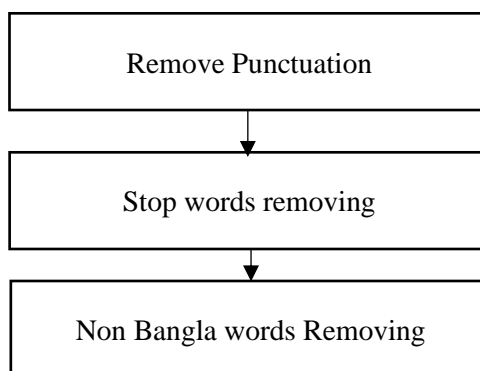 Remove Punctuation
Stop words removing
Non Bangla words Removing